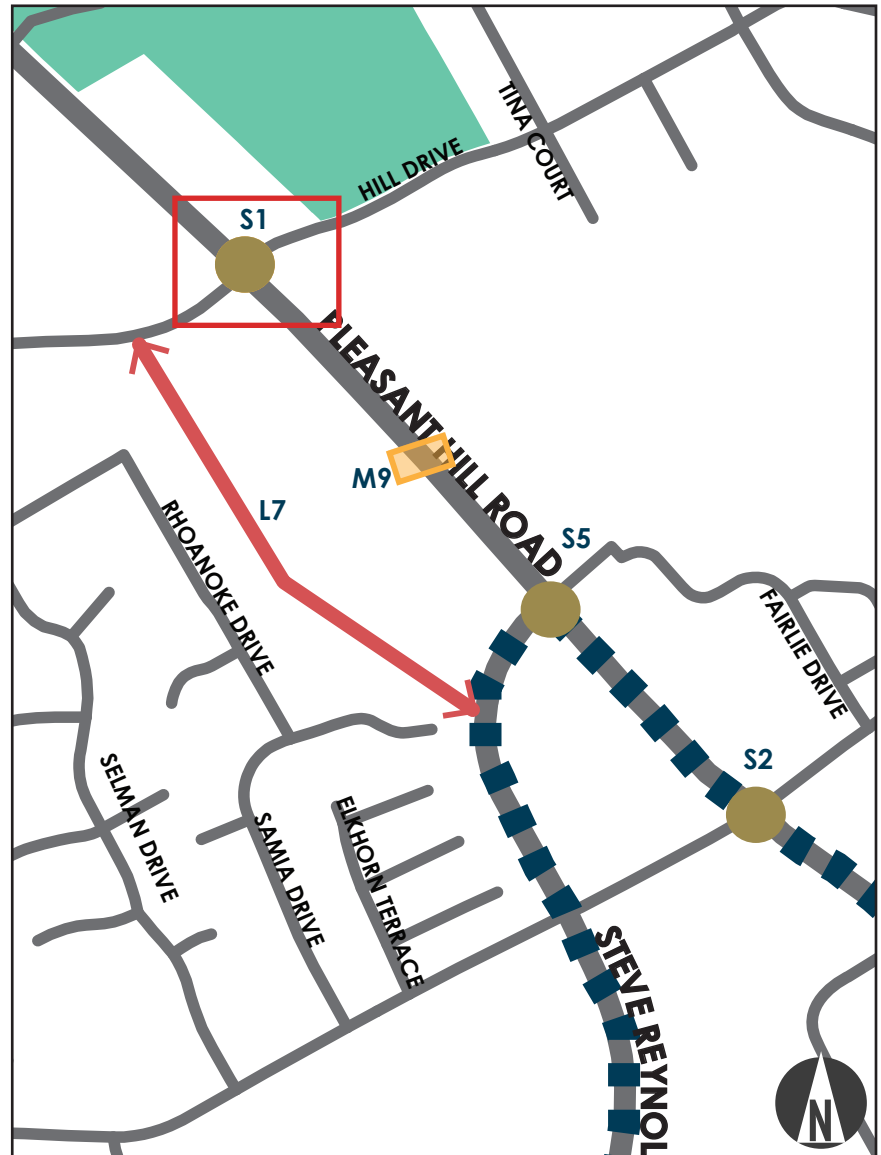 TINA COURT
HILL DRIVE
S1
PLEASANT HILL ROAD
M9
L7
S5
RHOANOKE DRIVE
FAIRLIE DRIVE
S2
SELMAN DRIVE
SAMIA DRIVE
ELKHORN TERRACE
STEVE REYNOL
N